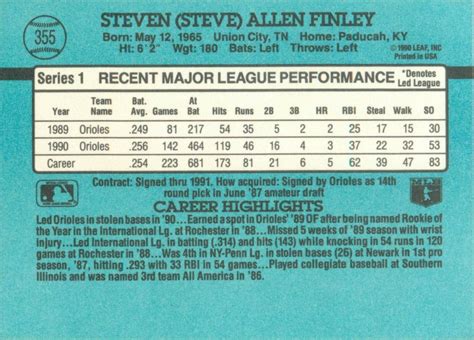 355
STEVEN (STEVE) ALLEN FINLEY
Born: May 12, 1965 Union City, TN Home: Paducah, KY
Ht: 6'2" Wgt: 180 Bats: Left Throws: Left
© 1990 LEAF, INC.
Printed in USA
Series 1 RECENT MAJOR LEAGUE PERFORMANCE *Denotes Led League
Year Team Name Bat. Avg. Games At Bat Hits Runs 2B 3B HR RBI Steal Walk SO
1989 Orioles .249 81 217 54 35 5 2 2 25 17 15 30
1990 Orioles .256 142 464 119 46 16 4 3 37 22 32 53
Career .254 223 681 173 81 21 6 5 62 39 47 83
Contract: Signed thru 1991. How acquired: Signed by Orioles as 14th
round pick in June '87 amateur draft
CAREER HIGHLIGHTS
Led Orioles in stolen bases in '90...Earned a spot in Orioles' '89 OF after being named Rookie of
the Year in the International Lg. at Rochester in '88...Missed 5 weeks of '89 season with wrist
injury...Led International Lg. in batting (.314) and hits (143) while knocking in 54 runs in 120
games at Rochester in '88...Was 4th in NY-Penn Lg. in stolen bases (26) at Newark in 1st pro
season, '87, hitting .293 with 33 RBI in 54 games...Played collegiate baseball at Southern
Illinois and was named 3rd team All America in '86.